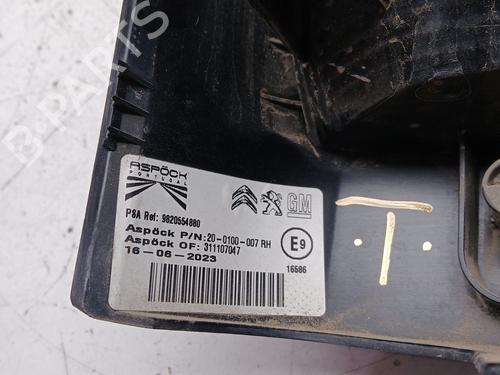 B-PARTS
ASPÖCK
PORTUGAL
GM
PSA Ref: 9820554880
Aspöck P/N:20-0100-007 RH
Aspöck OF: 311107047
16-06-2023
E9
16586